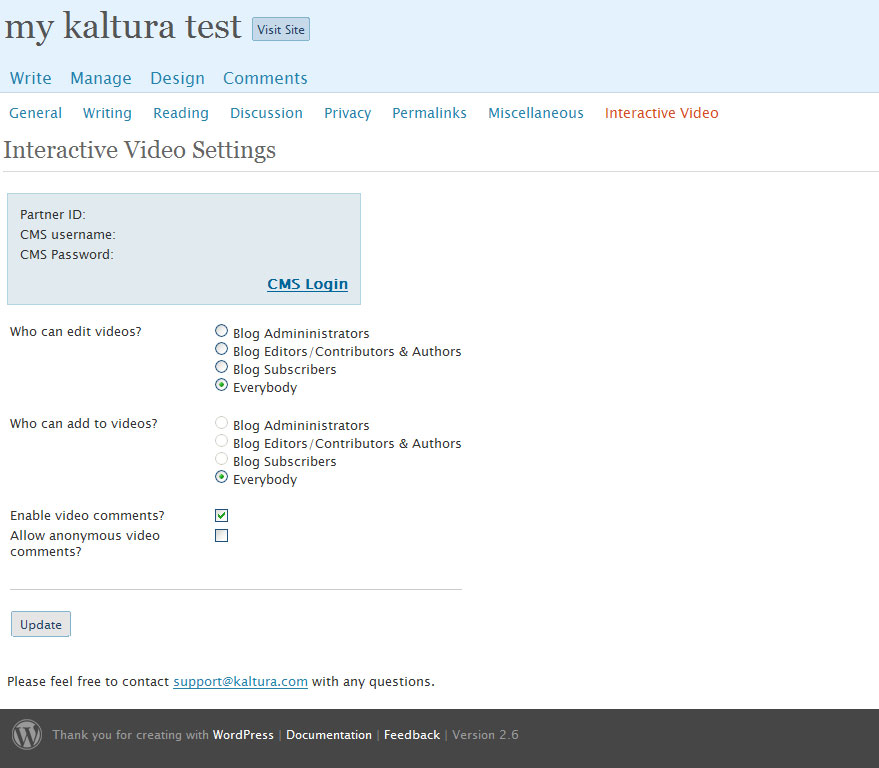 my kaltura test Visit Site
Write Manage Design Comments
General Writing Reading Discussion Privacy Permalinks Miscellaneous Interactive Video
Interactive Video Settings
Partner ID:
CMS username:
CMS Password:
CMS Login
Who can edit videos?
Blog Admininistrators
Blog Editors/Contributors & Authors
Blog Subscribers
Everybody
Who can add to videos?
Blog Admininistrators
Blog Editors/Contributors & Authors
Blog Subscribers
Everybody
Enable video comments?
Allow anonymous video
comments?
Update
Please feel free to contact support@kaltura.com with any questions.
Thank you for creating with WordPress | Documentation | Feedback | Version 2.6